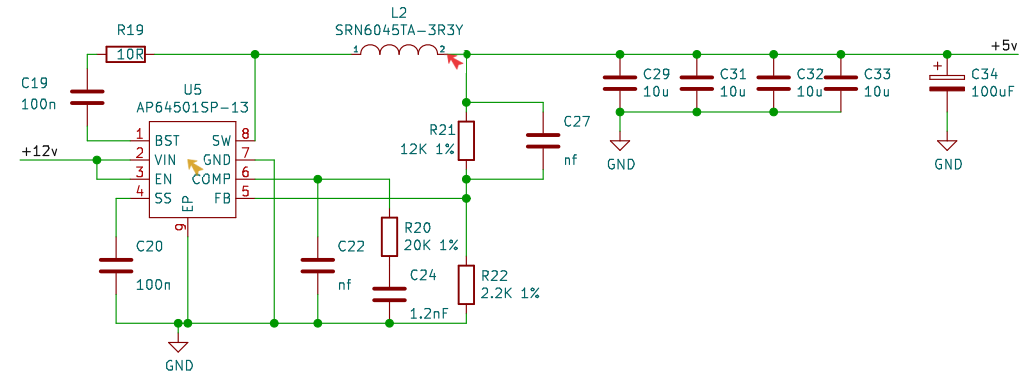 L2
SRN6045TA-3R3Y
R19
10R
1
2
+5v
C19
100n
U5
AP64501SP-13
C29
10u
C31
10u
C32
10u
C33
10u
+
C34
100uF
+12v
1
BST
SW
8
2
VIN
GND
7
3
EN
COMP
6
4
SS
FB
5
EP
9
R21
12K 1%
C27
nf
GND
GND
C20
100n
C22
nf
R20
20K 1%
C24
1.2nF
R22
2.2K 1%
GND